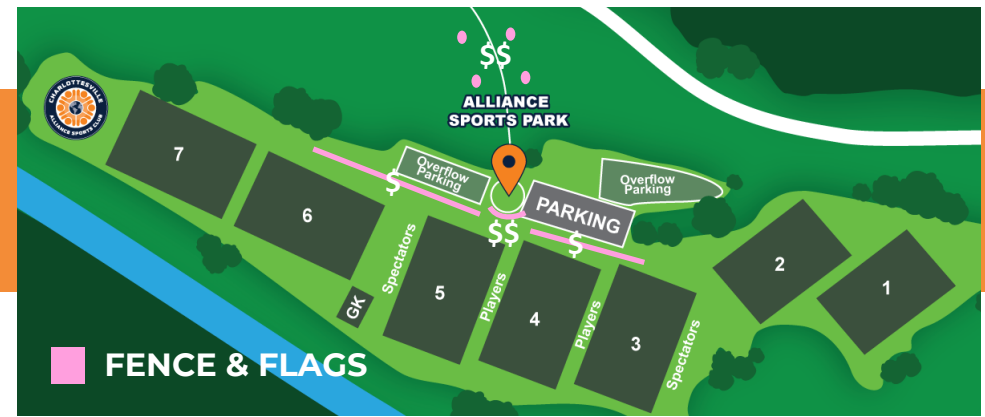 $$
ALLIANCE
SPORTS PARK
CHARLOTTESVILLE
ALLIANCE SPORTS CLUB
7
Overflow
Parking
$
Overflow
Parking
PARKING
6
$$
$
Spectators
5
Players
4
Players
3
Spectators
2
1
GK
FENCE & FLAGS